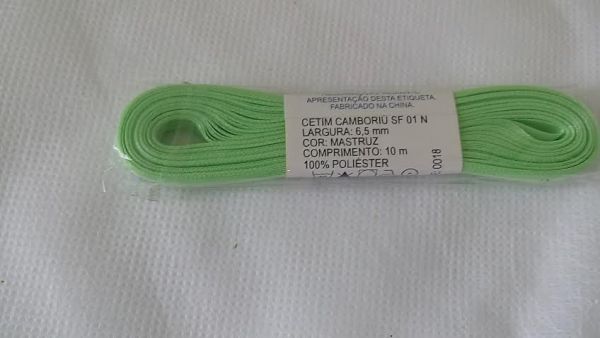 APRESENTAÇÃO DESTA ETIQUETA.
FABRICADO NA CHINA.
CETIM CAMBORIÚ SF 01 N
LARGURA: 6,5 mm
COR: MASTRUZ
COMPRIMENTO: 10 m
100% POLIÉSTER
0018